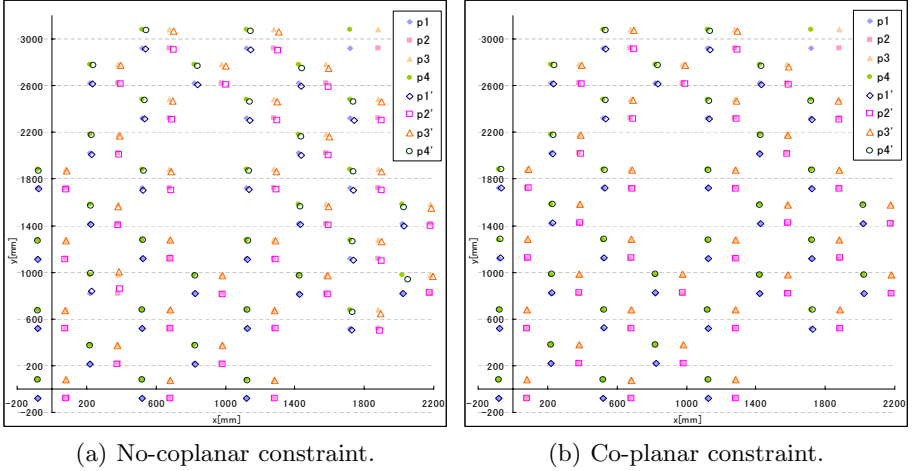 3000
2600
2200
1800
1400
1000
600
200
-200
-200
200
600
1000
1400
1800
2200
y[mm]
x[mm]
p1
p2
p3
p4
p1'
p2'
p3'
p4'
(a) No-coplanar constraint.
3000
2600
2200
1800
1400
1000
600
200
-200
-200
200
600
1000
1400
1800
2200
y[mm]
x[mm]
p1
p2
p3
p4
p1'
p2'
p3'
p4'
(b) Co-planar constraint.